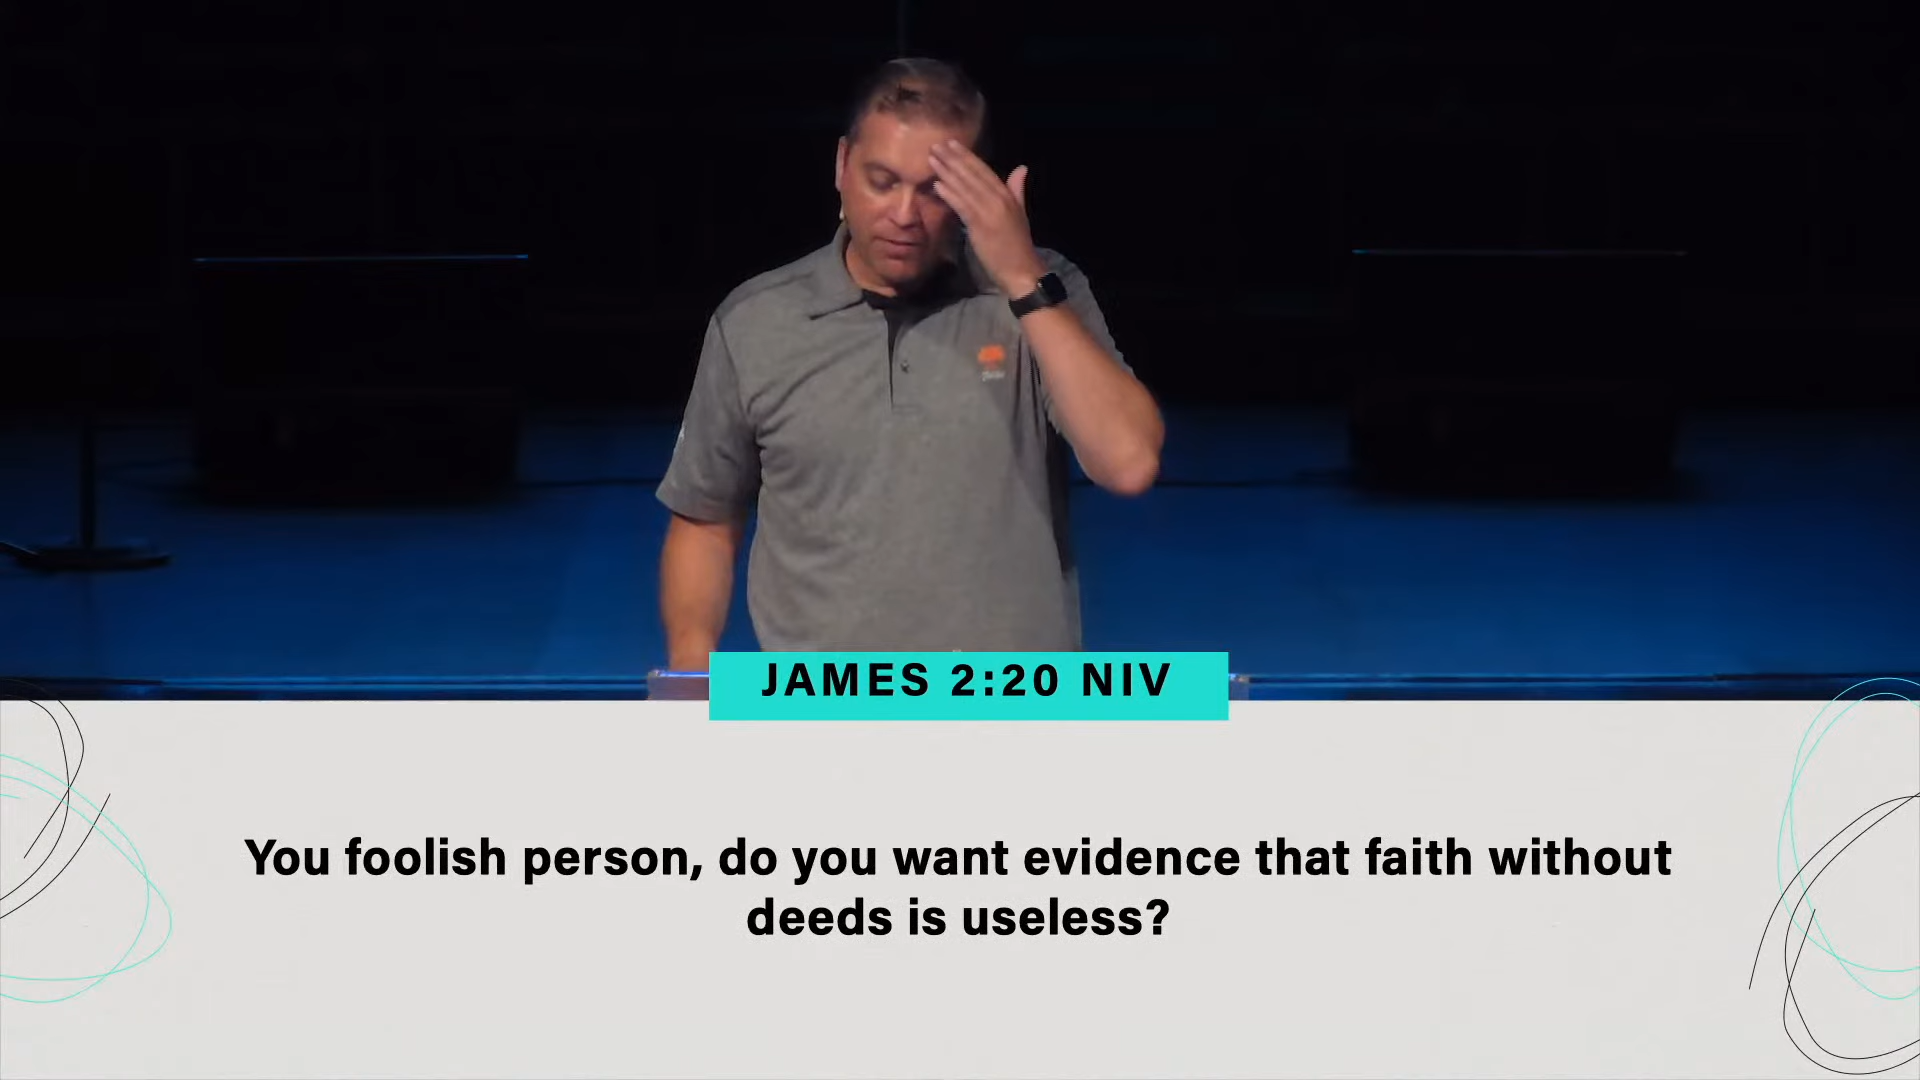 JAMES 2:20 NIV
You foolish person, do you want evidence that faith without
deeds is useless?